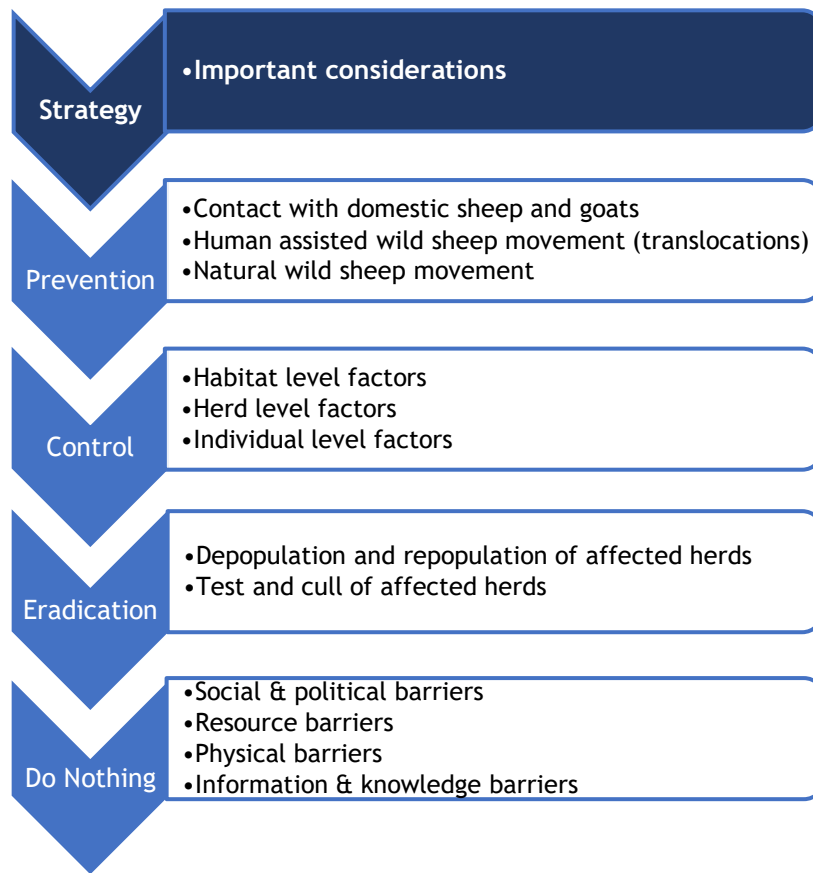 Strategy
•Important considerations
Prevention
•Contact with domestic sheep and goats
•Human assisted wild sheep movement (translocations)
•Natural wild sheep movement
Control
•Habitat level factors
•Herd level factors
•Individual level factors
Eradication
•Depopulation and repopulation of affected herds
•Test and cull of affected herds
Do Nothing
•Social & political barriers
•Resource barriers
•Physical barriers
•Information & knowledge barriers